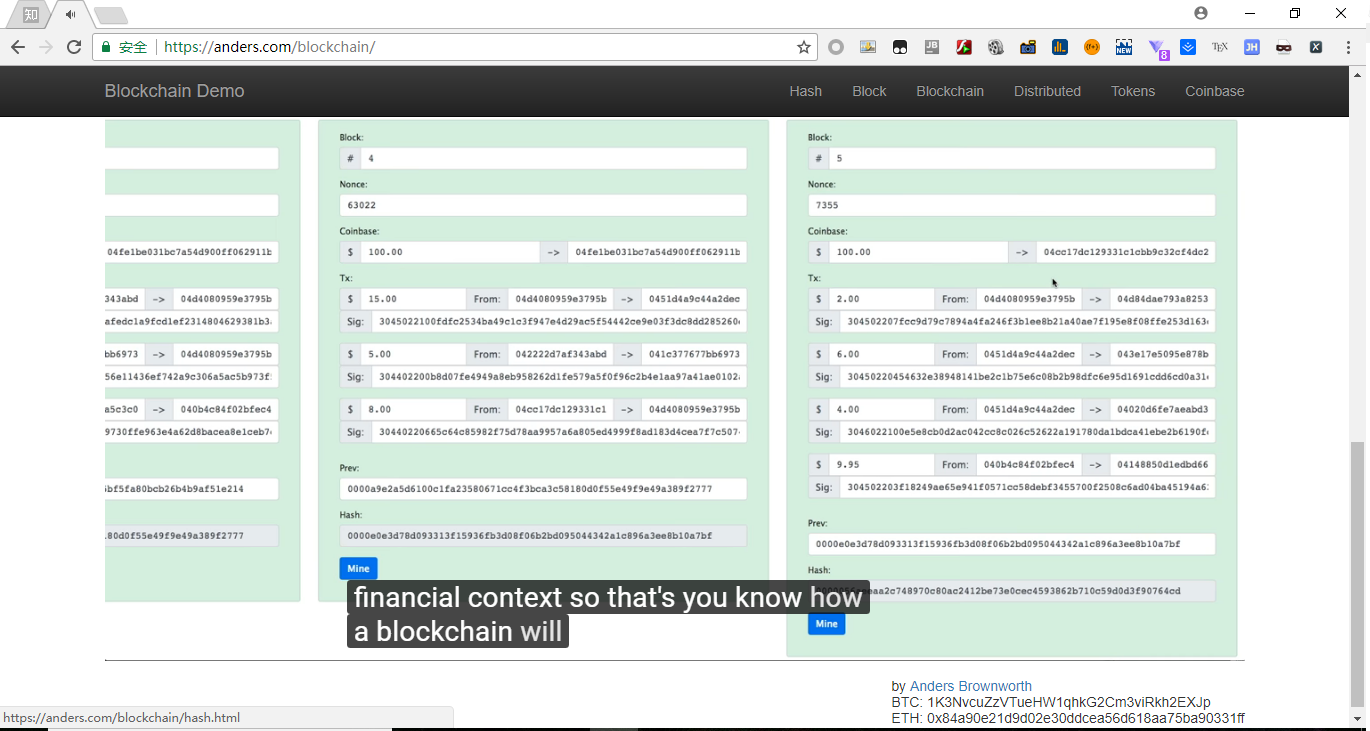 知
安全 https://anders.com/blockchain/
JB
NEW
8
TEX
JH
X
Blockchain Demo Hash Block Blockchain Distributed Tokens Coinbase
04fe1be031bc7a54d900ff062911b
343abd -> 04d4080959e3795b
afedc1a9fcd1ef2314804629381b3
bb6973 -> 04d4080959e3795b
56e11436ef742a9c306a5ac5b973f
a5c3c0 -> 040b4c84f02bfec4
9730ffe963e4a62d8bacea8e1ceb7
bf5fa80bcb26b4b9af51e214
80d0f55e49f9e49a389f2777
Block:
# 4
Nonce:
63022
Coinbase:
$ 100.00 -> 04fe1be031bc7a54d900ff062911b
Tx:
$ 15.00 From: 04d4080959e3795b -> 0451d4a9c44a2dec
Sig: 3045022100fdfc2534ba49c1c3f947e4d29ac5f54442ce9e03f3dc8dd285260
$ 5.00 From: 042222d7af343abd -> 041c377677bb6973
Sig: 304402200b8d07fe4949a8eb958262d1fe579a5f0f96c2b4e1aa97a41ae0102
$ 8.00 From: 04cc17dc129331c1 -> 04d4080959e3795b
Sig: 30440220665c64c85982f75d78aa9957a6a805ed4999f8ad183d4cea7f7c507
Prev:
0000a9e2a5d6100c1fa23580671cc4f3bca3c58180d0f55e49f9e49a389f2777
Hash:
0000e0e3d78d093313f15936fb3d08f06b2bd095044342a1c896a3ee8b10a7bf
Mine
Block:
# 5
Nonce:
7355
Coinbase:
$ 100.00 -> 04cc17dc129331c1cbb9c32cf4dc2
Tx:
$ 2.00 From: 04d4080959e3795b -> 04d84dae793a8253
Sig: 304502207fcc9d79c7894a4fa246f3b1ee8b21a40ae7f195e8f08ffe253d163
$ 6.00 From: 0451d4a9c44a2dec -> 043e17e5095e878b
Sig: 30450220454632e38948141be2c1b75e6c08b2b98dfc6e95d1691cdd6cd0a31
$ 4.00 From: 0451d4a9c44a2dec -> 04020d6fe7aeabd3
Sig: 3046022100e5e8cb0d2ac042cc8c026c52622a191780da1bdca41ebe2b6190f
$ 9.95 From: 040b4c84f02bfec4 -> 04148850d1edbd66
Sig: 304502203f18249ae65e941f0571cc58debf3455700f2508c6ad04ba45194a6
Prev:
0000e0e3d78d093313f15936fb3d08f06b2bd095044342a1c896a3ee8b10a7bf
Hash:
Mine
financial context so that's you know how
a blockchain will
by Anders Brownworth
BTC: 1K3NvcuZzVTueHW1qhkG2Cm3viRkh2EXJp
ETH: 0x84a90e21d9d02e30ddcea56d618aa75ba90331ff
https://anders.com/blockchain/hash.html